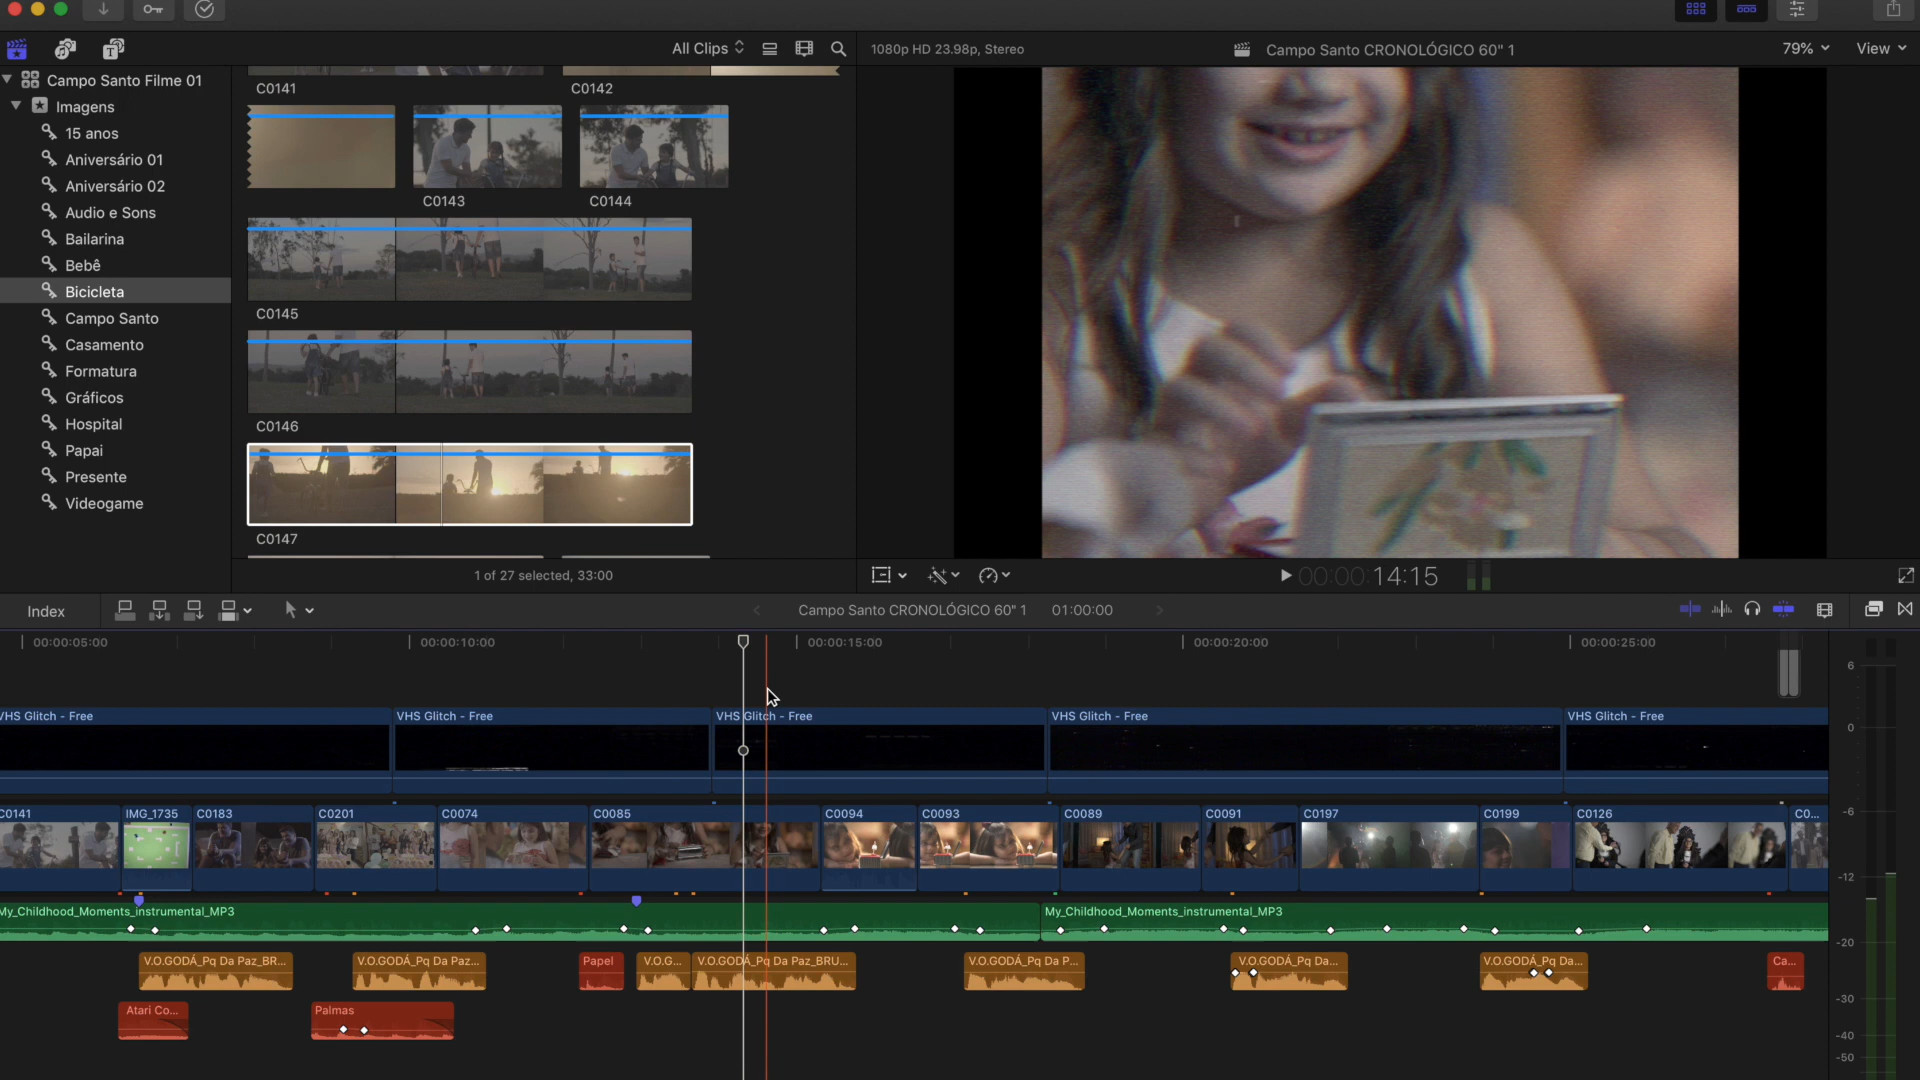 All Clips
1080p HD 23.98p, Stereo
Campo Santo CRONOLÓGICO 60" 1
79%
View
Campo Santo Filme 01
Imagens
15 anos
Aniversário 01
Aniversário 02
Audio e Sons
Bailarina
Bebê
Bicicleta
Campo Santo
Casamento
Formatura
Gráficos
Hospital
Papai
Presente
Videogame
C0141
C0142
C0143
C0144
C0145
C0146
C0147
1 of 27 selected, 33:00
00:00:14:15
Index
Campo Santo CRONOLÓGICO 60" 1
01:00:00
00:00:05:00
00:00:10:00
00:00:15:00
00:00:20:00
00:00:25:00
VHS Glitch - Free
VHS Glitch - Free
VHS Glitch - Free
VHS Glitch - Free
VHS Glitch - Free
C0141
IMG_1735
C0183
C0201
C0074
C0085
C0094
C0093
C0089
C0091
C0197
C0199
C0126
C0...
My_Childhood_Moments_instrumental_MP3
My_Childhood_Moments_instrumental_MP3
V.O.GODÁ_Pq Da Paz_BR...
V.O.GODÁ_Pq Da Paz...
Papel
V.O.G...
V.O.GODÁ_Pq Da Paz_BRU...
V.O.GODÁ_Pq Da P...
V.O.GODÁ_Pq Da...
V.O.GODÁ_Pq Da...
Ca...
Atari Co...
Palmas
6
0
-6
-12
-20
-30
-40
-50